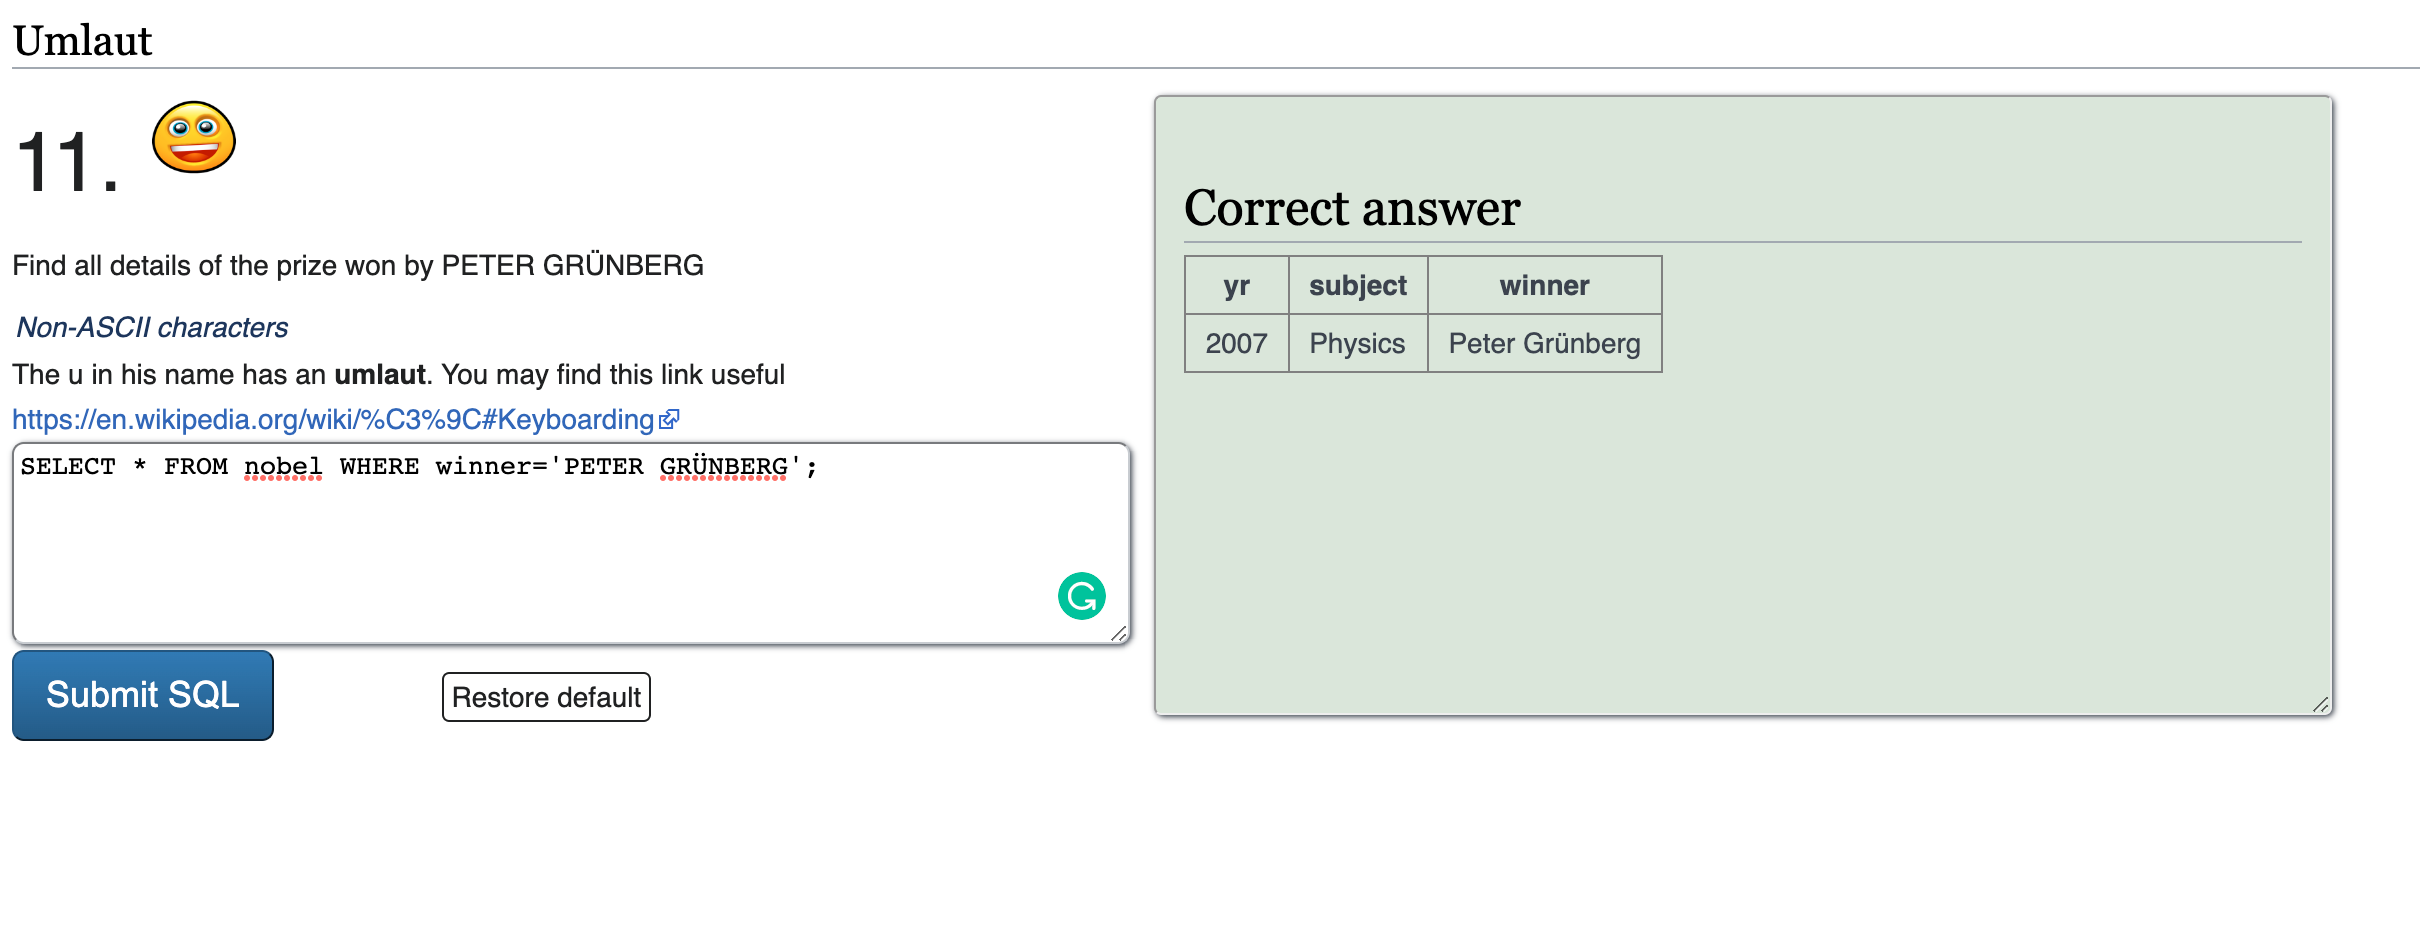 Umlaut
11.
Find all details of the prize won by PETER GRÜNBERG
Non-ASCII characters
The u in his name has an umlaut. You may find this link useful
https://en.wikipedia.org/wiki/%C3%9C#Keyboarding
SELECT * FROM nobel WHERE winner='PETER GRÜNBERG';
Submit SQL
Restore default
Correct answer
yr subject winner
2007 Physics Peter Grünberg